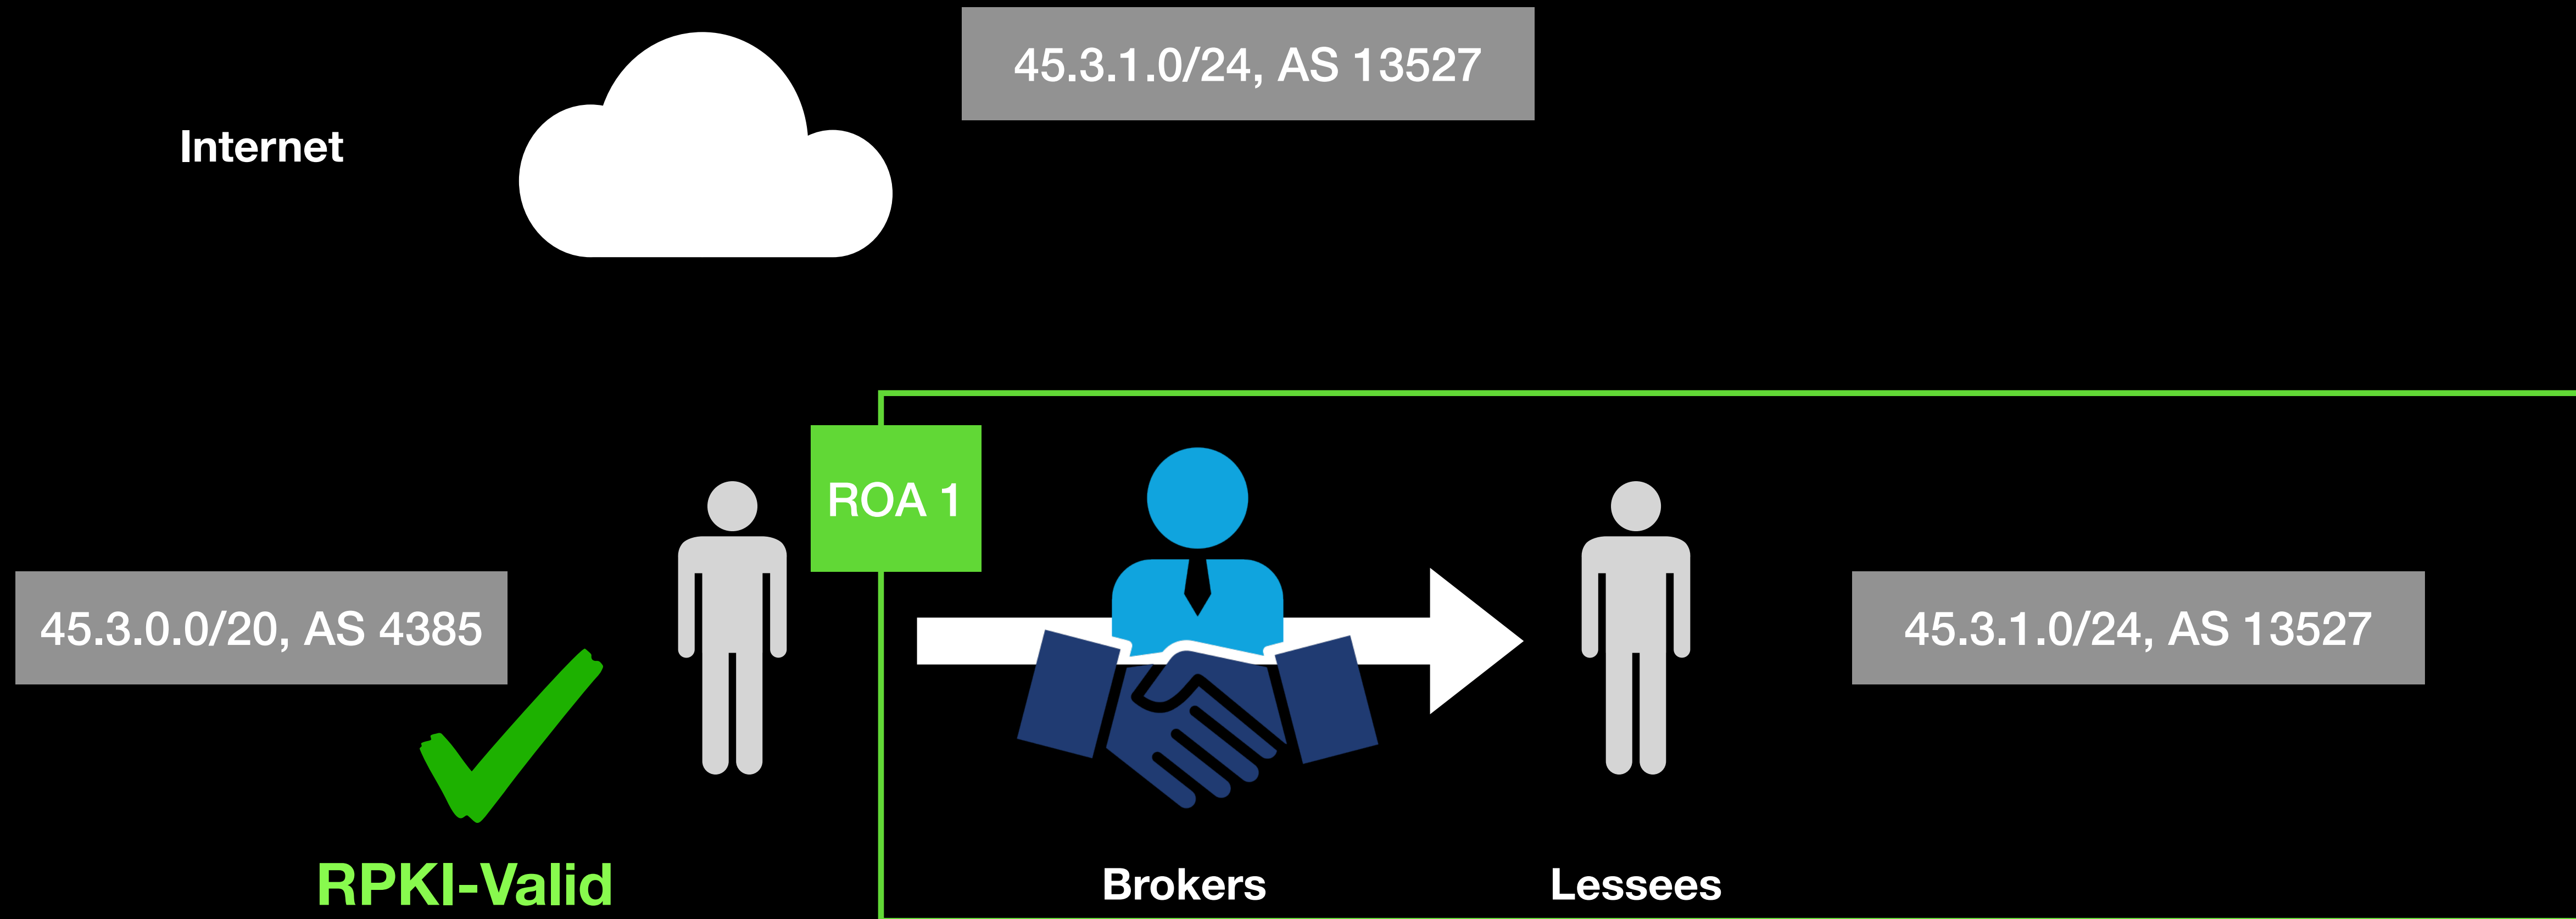 45.3.1.0/24, AS 13527
Internet
ROA 1
45.3.0.0/20, AS 4385
45.3.1.0/24, AS 13527
RPKI-Valid
Brokers
Lessees